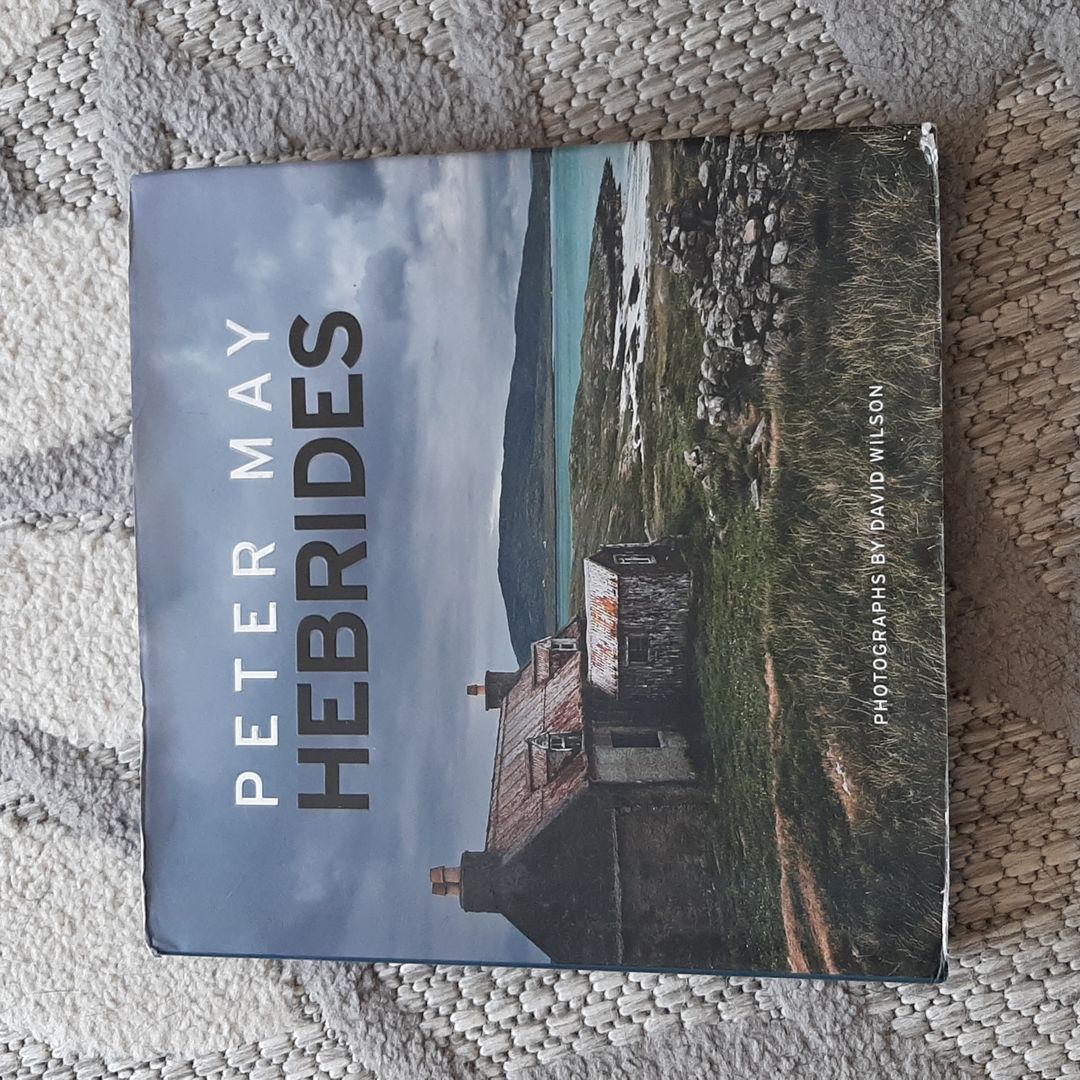 PETER MAY
HEBRIDES
PHOTOGRAPHS BY DAVID WILSON